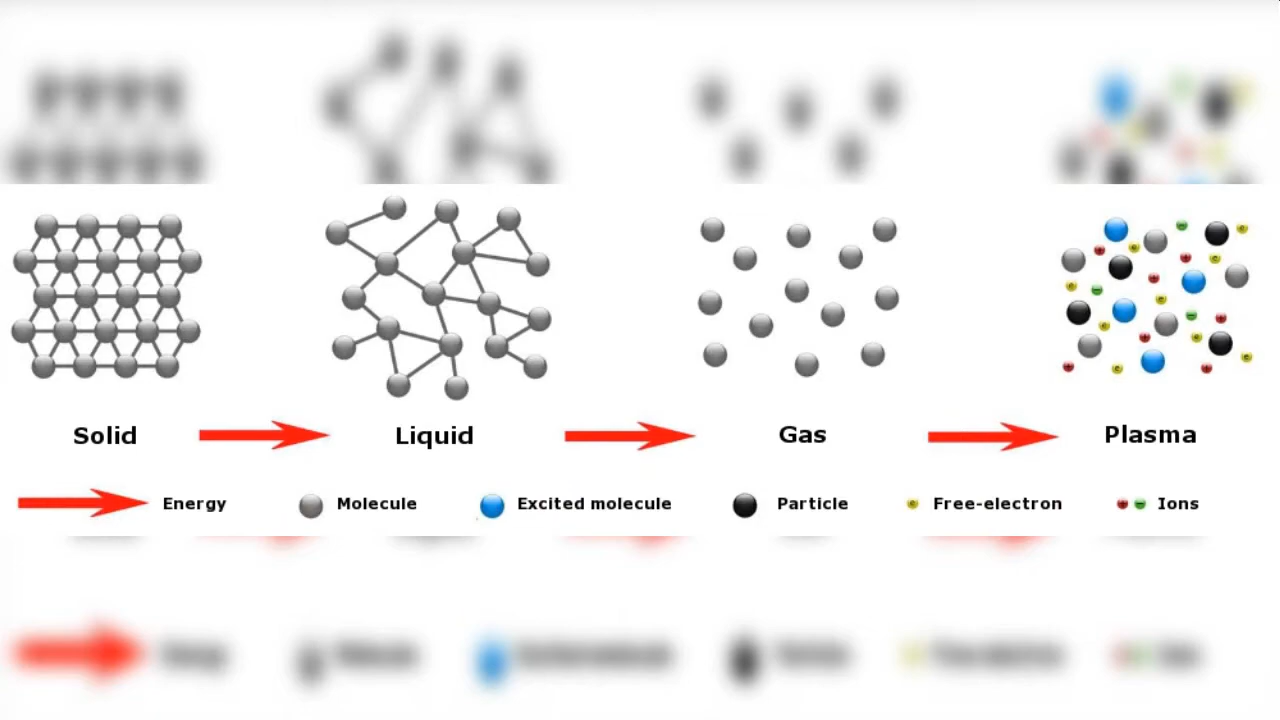 Solid Liquid Gas Plasma
Energy Molecule Excited molecule Particle Free-electron Ions